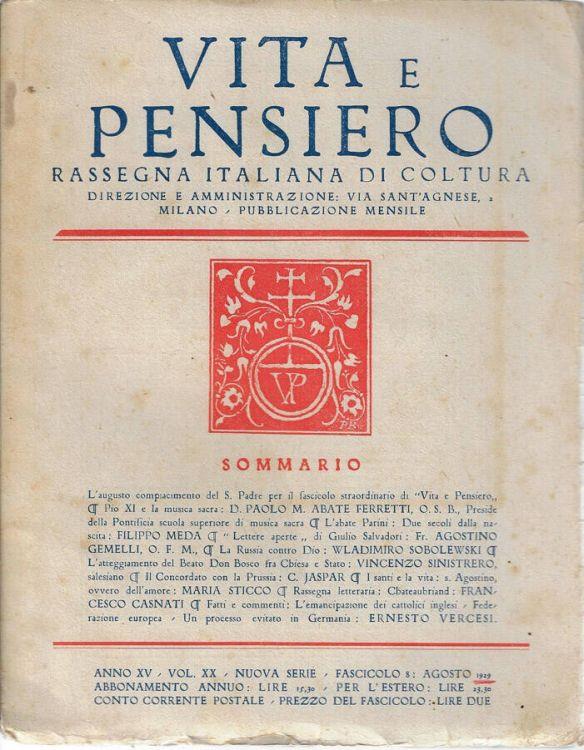 VITA E
PENSIERO
RASSEGNA ITALIANA DI COLTURA
DIREZIONE E AMMINISTRAZIONE: VIA SANT'AGNESE, 2
MILANO - PUBBLICAZIONE MENSILE
VP
PB
SOMMARIO
L'augusto compiacimento del S. Padre per il fascicolo straordinario di "Vita e Pensiero„
¶ Pio XI e la musica sacra: D. PAOLO M. ABATE FERRETTI, O. S. B., Preside
della Pontificia scuola superiore di musica sacra ¶ L'abate Parini: Due secoli dalla na-
scita: FILIPPO MEDA ¶ "Lettere aperte„ di Giulio Salvadori: Fr. AGOSTINO
GEMELLI, O. F. M., ¶ La Russia contro Dio: WLADIMIRO SOBOLEWSKI ¶
L'atteggiamento del Beato Don Bosco fra Chiesa e Stato: VINCENZO SINISTRERO,
salesiano ¶ Il Concordato con la Prussia: C. JASPAR ¶ I santi e la vita: s. Agostino,
ovvero dell'amore: MARIA STICCO ¶ Rassegna letteraria: Chateaubriand: FRAN-
CESCO CASNATI ¶ Fatti e commenti: L'emancipazione dei cattolici inglesi - Fede-
razione europea - Un processo evitato in Germania: ERNESTO VERCESI.
ANNO XV - VOL. XX - NUOVA SERIE - FASCICOLO 8: AGOSTO 1929
ABBONAMENTO ANNUO: LIRE 15,30 - PER L'ESTERO: LIRE 23,30
CONTO CORRENTE POSTALE - PREZZO DEL FASCICOLO: LIRE DUE